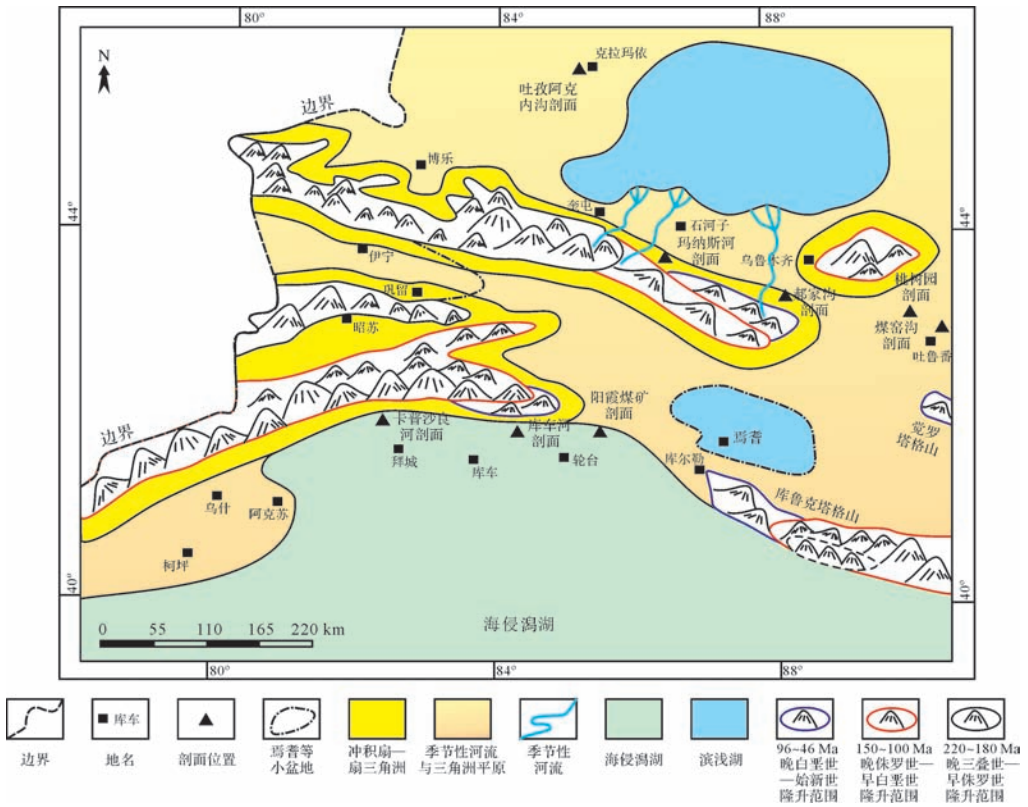 80°
84°
88°
N
克拉玛依
吐孜阿克
内沟剖面
边界
博乐
44°
44°
奎屯
石河子
玛纳斯河
剖面
乌鲁木齐
伊宁
巩留
郝家沟
剖面
桃树园
剖面
昭苏
煤窑沟
剖面
吐鲁番
阳霞煤矿
剖面
卡普沙良
河剖面
库车河
剖面
觉罗
塔格山
边界
焉耆
拜城
库车
轮台
库尔勒
乌什
阿克苏
库鲁克塔格山
柯坪
40°
40°
海侵潟湖
0 55 110 165 220 km
80°
84°
88°
库车
边界
地名
剖面位置
焉耆等
小盆地
冲积扇—
扇三角洲
季节性河流
与三角洲平原
季节性
河流
海侵潟湖
滨浅湖
96~46 Ma
晚白垩世
—始新世
隆升范围
150~100 Ma
晚侏罗世—
早白垩世
隆升范围
220~180 Ma
晚三叠世—
早侏罗世
隆升范围